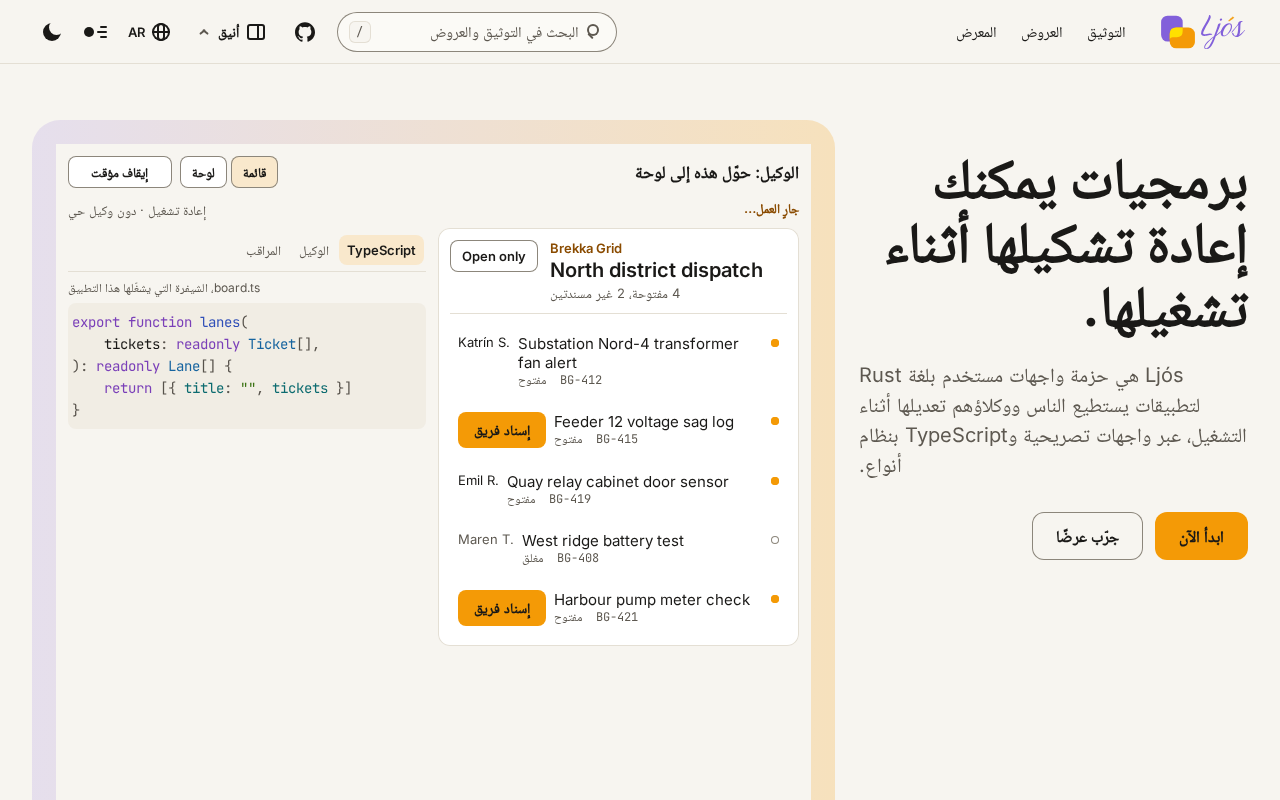 Ljós
التوثيق
العروض
المعرض
البحث في التوثيق والعروض
/
أنيق
AR
برمجيات يمكنك
إعادة تشكيلها أثناء
تشغيلها.
Ljós هي حزمة واجهات مستخدم بلغة Rust
لتطبيقات يستطيع الناس ووكلاؤهم تعديلها أثناء
التشغيل، عبر واجهات تصريحية وTypeScript بنظام
أنواع.
ابدأ الآن
جرّب عرضًا
الوكيل: حوّل هذه إلى لوحة
قائمة
لوحة
إيقاف مؤقت
جارٍ العمل...
إعادة تشغيل · دون وكيل حي
Brekka Grid
North district dispatch
4 مفتوحة، 2 غير مسندتين
Open only
Substation Nord-4 transformer
fan alert
BG-412 مفتوح
Katrín S.
Feeder 12 voltage sag log
BG-415 مفتوح
إسناد فريق
Quay relay cabinet door sensor
BG-419 مفتوح
Emil R.
West ridge battery test
BG-408 مغلق
Maren T.
Harbour pump meter check
BG-421 مفتوح
إسناد فريق
TypeScript
الوكيل
المراقب
board.ts، الشيفرة التي يشغّلها هذا التطبيق
export function lanes(
    tickets: readonly Ticket[],
): readonly Lane[] {
    return [{ title: "", tickets }]
}